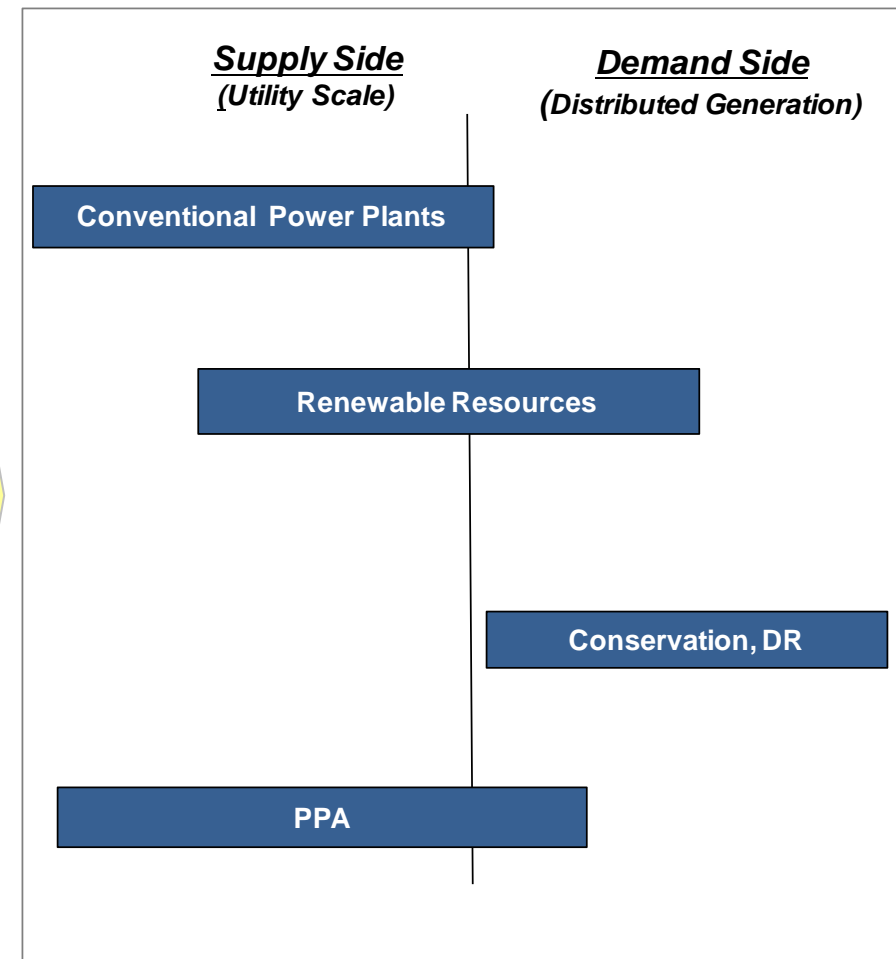 Supply Side
(Utility Scale)
Demand Side
(Distributed Generation)
Conventional Power Plants
Renewable Resources
Conservation, DR
PPA